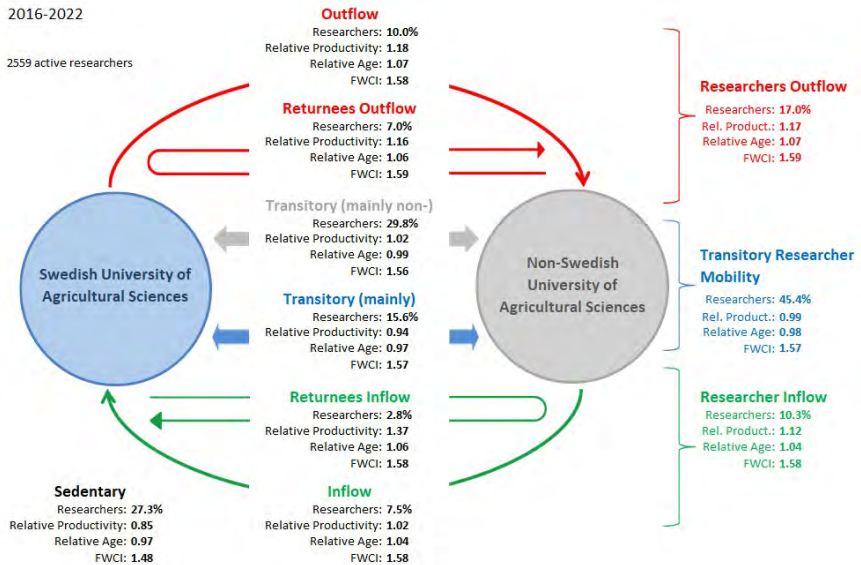 2016-2022
2559 active researchers
Outflow
Researchers: 10.0%
Relative Productivity: 1.18
Relative Age: 1.07
FWCI: 1.58
Returnees Outflow
Researchers: 7.0%
Relative Productivity: 1.16
Relative Age: 1.06
FWCI: 1.59
Transitory (mainly non-)
Researchers: 29.8%
Relative Productivity: 1.02
Relative Age: 0.99
FWCI: 1.56
Swedish University of
Agricultural Sciences
Transitory (mainly)
Researchers: 15.6%
Relative Productivity: 0.94
Relative Age: 0.97
FWCI: 1.57
Non-Swedish
University of
Agricultural Sciences
Returnees Inflow
Researchers: 2.8%
Relative Productivity: 1.37
Relative Age: 1.06
FWCI: 1.58
Inflow
Researchers: 7.5%
Relative Productivity: 1.02
Relative Age: 1.04
FWCI: 1.58
Sedentary
Researchers: 27.3%
Relative Productivity: 0.85
Relative Age: 0.97
FWCI: 1.48
Researchers Outflow
Researchers: 17.0%
Rel. Product.: 1.17
Relative Age: 1.07
FWCI: 1.59
Transitory Researcher
Mobility
Researchers: 45.4%
Rel. Product.: 0.99
Relative Age: 0.98
FWCI: 1.57
Researcher Inflow
Researchers: 10.3%
Rel. Product.: 1.12
Relative Age: 1.04
FWCI: 1.58